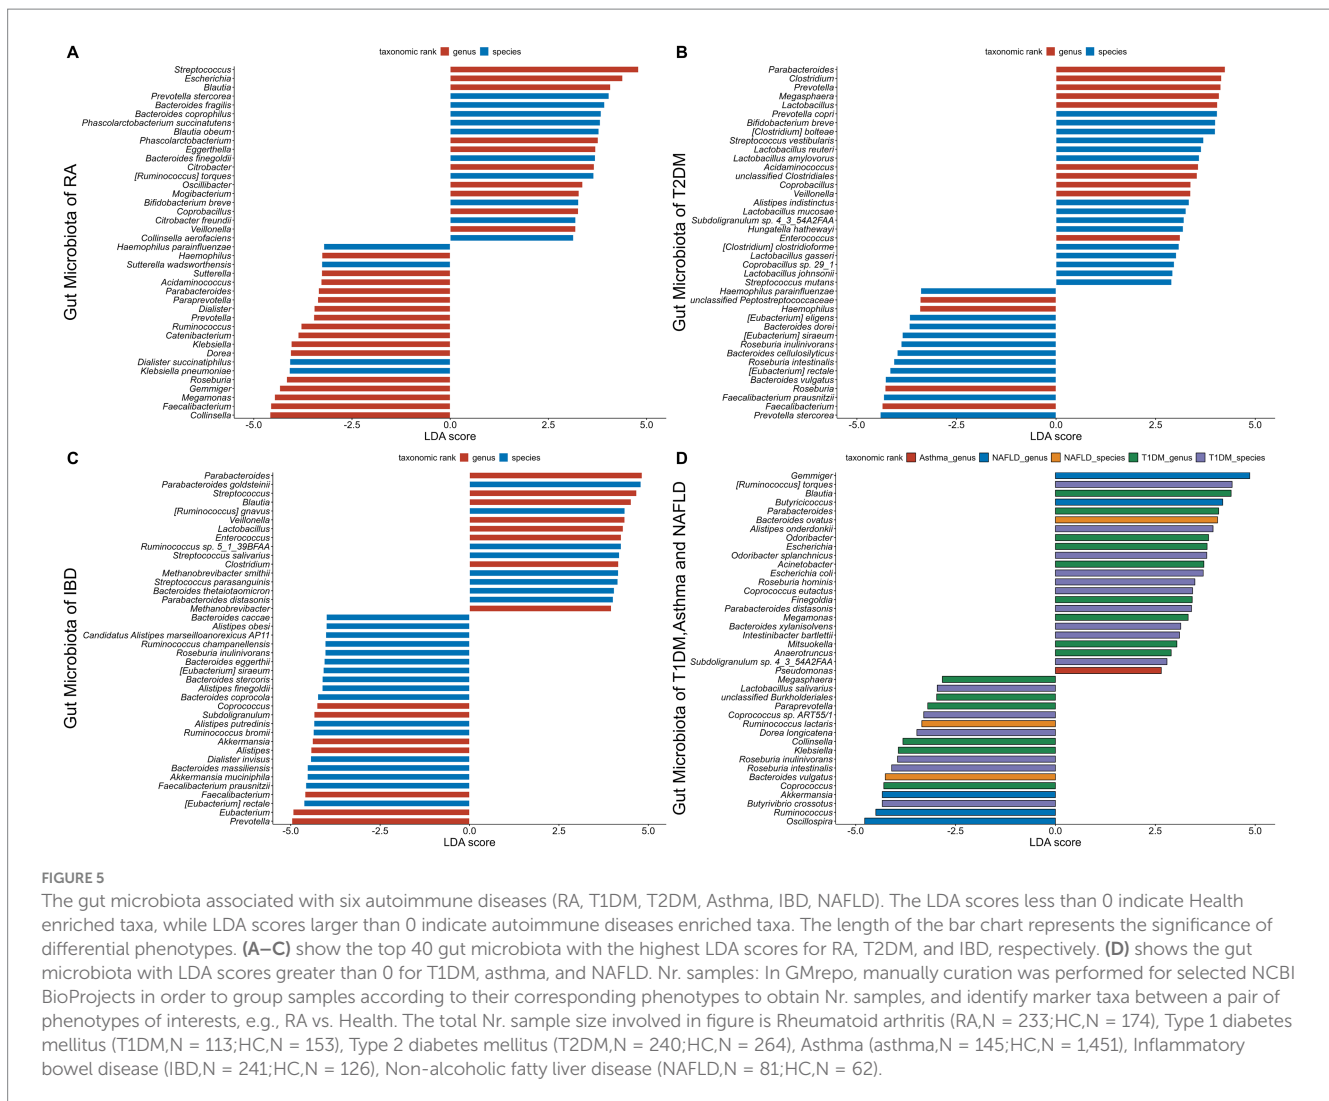 A
taxonomic rank genus species
Streptococcus
Escherichia
Blautia
Prevotella stercorea
Bacteroides fragilis
Bacteroides coprophilus
Phascolarctobacterium succinatutens
Blautia obeum
Phascolarctobacterium
Eggerthella
Bacteroides finegoldii
Citrobacter
[Ruminococcus] torques
Oscillibacter
Mogibacterium
Bifidobacterium breve
Coprobacillus
Citrobacter freundii
Veillonella
Collinsella aerofaciens
Haemophilus parainfluenzae
Haemophilus
Sutterella wadsworthensis
Sutterella
Acidaminococcus
Parabacteroides
Paraprevotella
Dialister
Prevotella
Ruminococcus
Catenibacterium
Klebsiella
Dorea
Dialister succinatiphilus
Klebsiella pneumoniae
Roseburia
Gemmiger
Megamonas
Faecalibacterium
Collinsella
Gut Microbiota of RA
-5.0 -2.5 0.0 2.5 5.0
LDA score
B
taxonomic rank genus species
Parabacteroides
Clostridium
Prevotella
Megasphaera
Lactobacillus
Prevotella copri
Bifidobacterium breve
[Clostridium] bolteae
Streptococcus vestibularis
Lactobacillus reuteri
Lactobacillus amylovorus
Acidaminococcus
unclassified Clostridiales
Coprobacillus
Veillonella
Alistipes indistinctus
Lactobacillus mucosae
Subdoligranulum sp. 4_3_54A2FAA
Hungatella hathewayi
Enterococcus
[Clostridium] clostridioforme
Lactobacillus gasseri
Coprobacillus sp. 29_1
Lactobacillus johnsonii
Streptococcus mutans
Haemophilus parainfluenzae
unclassified Peptostreptococcaceae
Haemophilus
[Eubacterium] eligens
Bacteroides dorei
[Eubacterium] siraeum
Roseburia inulinivorans
Bacteroides cellulosilyticus
Roseburia intestinalis
[Eubacterium] rectale
Bacteroides vulgatus
Roseburia
Faecalibacterium prausnitzii
Faecalibacterium
Prevotella stercorea
Gut Microbiota of T2DM
-5.0 -2.5 0.0 2.5 5.0
LDA score
C
taxonomic rank genus species
Parabacteroides
Parabacteroides goldsteinii
Streptococcus
Blautia
[Ruminococcus] gnavus
Veillonella
Lactobacillus
Enterococcus
Ruminococcus sp. 5_1_39BFAA
Streptococcus salivarius
Clostridium
Methanobrevibacter smithii
Streptococcus parasanguinis
Bacteroides thetaiotaomicron
Parabacteroides distasonis
Methanobrevibacter
Bacteroides caccae
Alistipes obesi
Candidatus Alistipes marseilloanorexicus AP11
Ruminococcus champanellensis
Roseburia inulinivorans
Bacteroides eggerthii
[Eubacterium] siraeum
Bacteroides stercoris
Alistipes finegoldii
Bacteroides coprocola
Coprococcus
Subdoligranulum
Alistipes putredinis
Ruminococcus bromii
Akkermansia
Alistipes
Dialister invisus
Bacteroides massiliensis
Akkermansia muciniphila
Faecalibacterium prausnitzii
Faecalibacterium
[Eubacterium] rectale
Eubacterium
Prevotella
Gut Microbiota of IBD
-5.0 -2.5 0.0 2.5 5.0
LDA score
D
taxonomic rank Asthma_genus NAFLD_genus NAFLD_species T1DM_genus T1DM_species
Gemmiger
[Ruminococcus] torques
Blautia
Butyricicoccus
Parabacteroides
Bacteroides ovatus
Alistipes onderdonkii
Odoribacter
Escherichia
Odoribacter splanchnicus
Acinetobacter
Escherichia coli
Roseburia hominis
Coprococcus eutactus
Finegoldia
Parabacteroides distasonis
Megamonas
Bacteroides xylanisolvens
Intestinibacter bartlettii
Mitsuokella
Anaerotruncus
Subdoligranulum sp. 4_3_54A2FAA
Pseudomonas
Megasphaera
Lactobacillus salivarius
unclassified Burkholderiales
Paraprevotella
Coprococcus sp. ART55/1
Ruminococcus lactaris
Dorea longicatena
Collinsella
Klebsiella
Roseburia inulinivorans
Roseburia intestinalis
Bacteroides vulgatus
Coprococcus
Akkermansia
Butyrivibrio crossotus
Ruminococcus
Oscillospira
Gut Microbiota of T1DM,Asthma and NAFLD
-5.0 -2.5 0.0 2.5 5.0
LDA score
FIGURE 5
The gut microbiota associated with six autoimmune diseases (RA, T1DM, T2DM, Asthma, IBD, NAFLD). The LDA scores less than 0 indicate Health
enriched taxa, while LDA scores larger than 0 indicate autoimmune diseases enriched taxa. The length of the bar chart represents the significance of
differential phenotypes. (A–C) show the top 40 gut microbiota with the highest LDA scores for RA, T2DM, and IBD, respectively. (D) shows the gut
microbiota with LDA scores greater than 0 for T1DM, asthma, and NAFLD. Nr. samples: In GMrepo, manually curation was performed for selected NCBI
BioProjects in order to group samples according to their corresponding phenotypes to obtain Nr. samples, and identify marker taxa between a pair of
phenotypes of interests, e.g., RA vs. Health. The total Nr. sample size involved in figure is Rheumatoid arthritis (RA,N = 233;HC,N = 174), Type 1 diabetes
mellitus (T1DM,N = 113;HC,N = 153), Type 2 diabetes mellitus (T2DM,N = 240;HC,N = 264), Asthma (asthma,N = 145;HC,N = 1,451), Inflammatory
bowel disease (IBD,N = 241;HC,N = 126), Non-alcoholic fatty liver disease (NAFLD,N = 81;HC,N = 62).